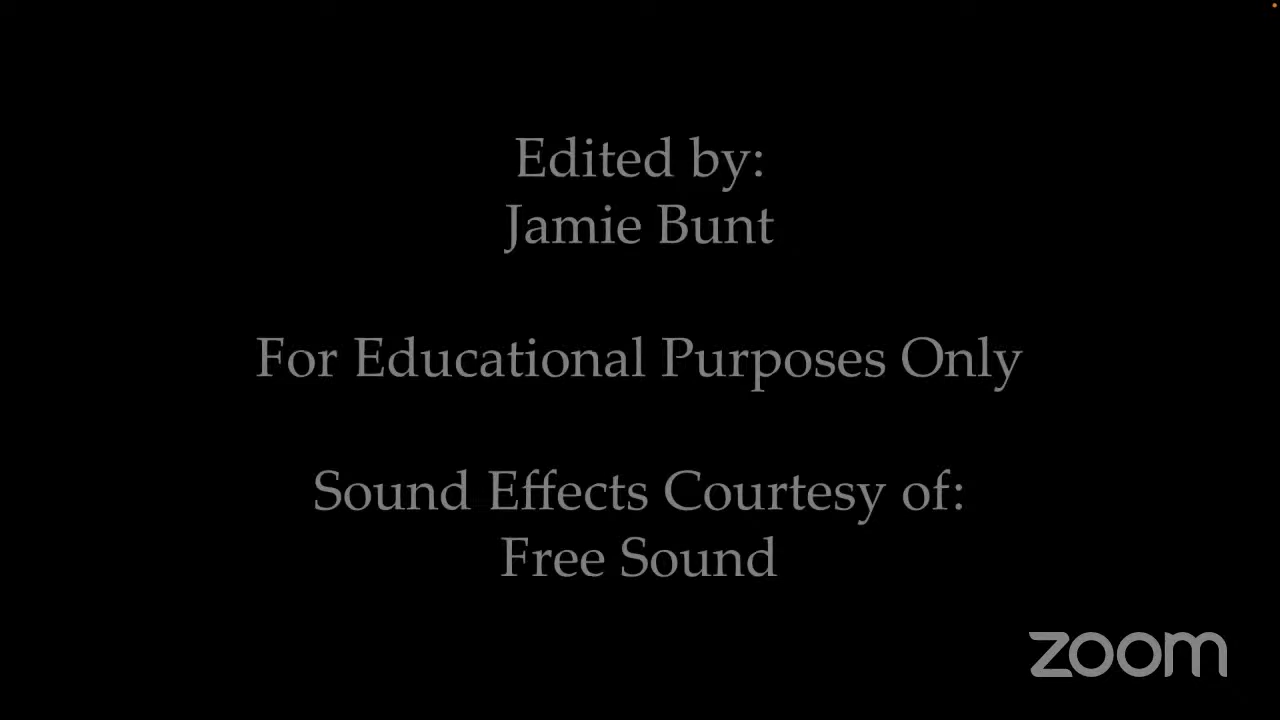 Edited by:
Jamie Bunt
For Educational Purposes Only
Sound Effects Courtesy of:
Free Sound
zoom